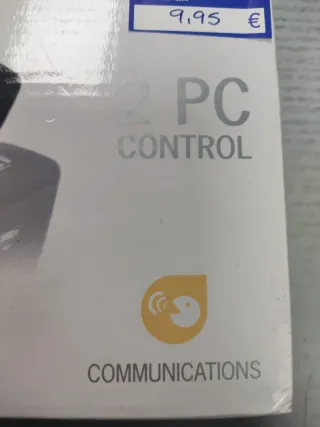 9,95 €
2 PC
CONTROL
COMMUNICATIONS